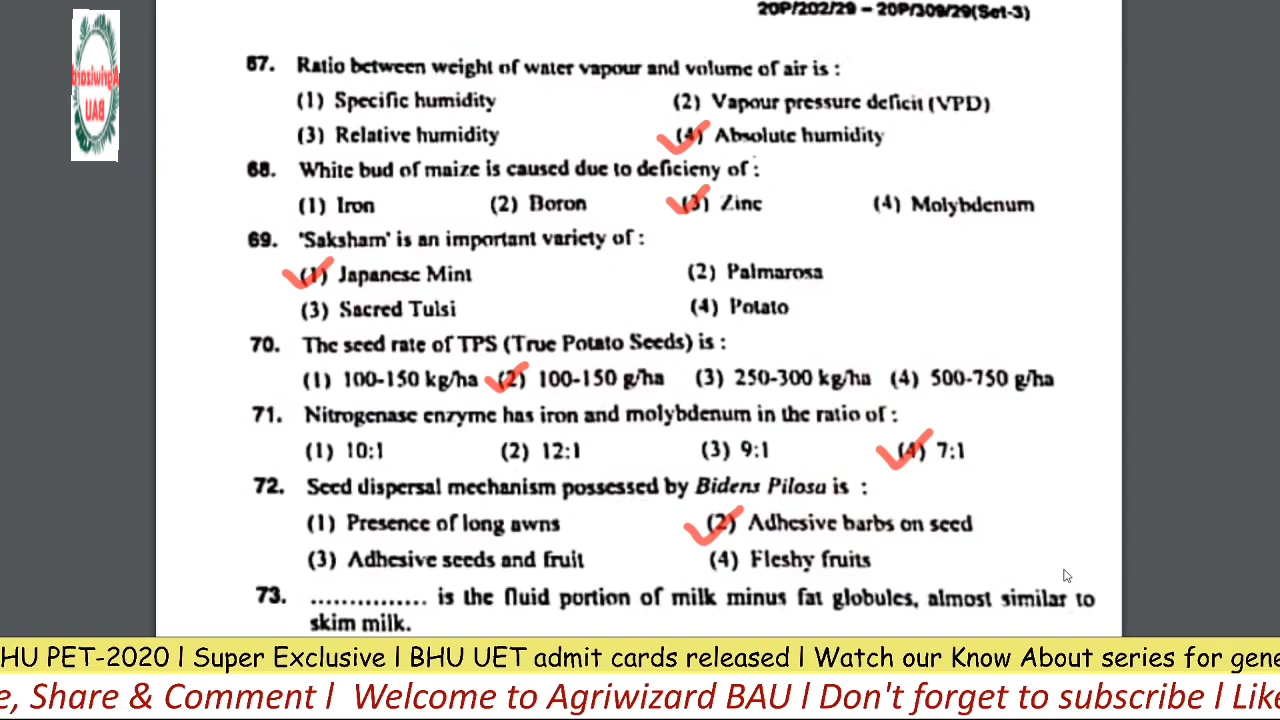 20P/202/29 – 20P/309/29(Set-3)
Agriwizard
BAU
67. Ratio between weight of water vapour and volume of air is :
(1) Specific humidity (2) Vapour pressure deficit (VPD)
(3) Relative humidity (4) Absolute humidity
68. White bud of maize is caused due to deficieny of :
(1) Iron (2) Boron (3) Zinc (4) Molybdenum
69. 'Saksham' is an important variety of :
(1) Japanese Mint (2) Palmarosa
(3) Sacred Tulsi (4) Potato
70. The seed rate of TPS (True Potato Seeds) is :
(1) 100-150 kg/ha (2) 100-150 g/ha (3) 250-300 kg/ha (4) 500-750 g/ha
71. Nitrogenase enzyme has iron and molybdenum in the ratio of :
(1) 10:1 (2) 12:1 (3) 9:1 (4) 7:1
72. Seed dispersal mechanism possessed by Bidens Pilosa is :
(1) Presence of long awns (2) Adhesive barbs on seed
(3) Adhesive seeds and fruit (4) Fleshy fruits
73. ............... is the fluid portion of milk minus fat globules, almost similar to
skim milk.
HU PET-2020 l Super Exclusive l BHU UET admit cards released l Watch our Know About series for gene
e, Share & Comment l Welcome to Agriwizard BAU l Don't forget to subscribe l Lik